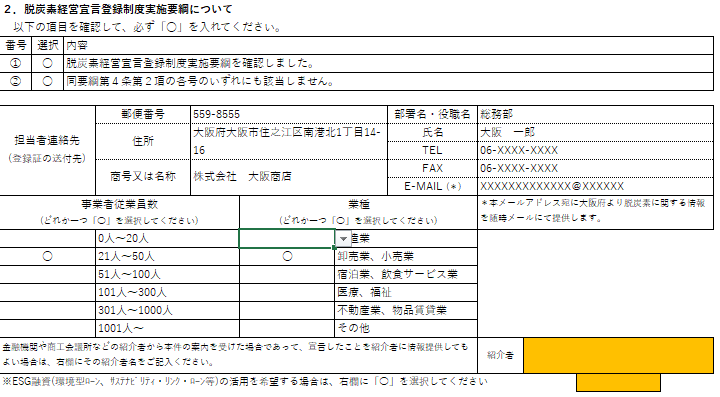 ２．脱炭素経営宣言登録制度実施要綱について
以下の項目を確認して、必ず「〇」を入れてください。
番号 選択 内容
① 〇 脱炭素経営宣言登録制度実施要綱を確認しました。
② 〇 同要綱第４条第２項の各号のいずれにも該当しません。
担当者連絡先
(登録証の送付先)
郵便番号 559-8555
住所 大阪府大阪市住之江区南港北1丁目14-
16
商号又は名称 株式会社　大阪商店
部署名・役職名 総務部
氏名 大阪　一郎
TEL 06-XXXX-XXXX
FAX 06-XXXX-XXXX
E-MAIL (＊) XXXXXXXXXXXXX@XXXXXX
事業者従業員数
(どれか一つ「〇」を選択してください)
業種
(どれか一つ「〇」を選択してください)
＊本メールアドレス宛に大阪府より脱炭素に関する情報
を随時メールにて提供します。
0人～20人 造業
〇 21人～50人 〇 卸売業、小売業
51人～100人 宿泊業、飲食サービス業
101人～300人 医療、福祉
301人～1000人 不動産業、物品賃貸業
1001人～ その他
金融機関や商工会議所などの紹介者から本件の案内を受けた場合であって、宣言したことを紹介者に情報提供しても
よい場合は、右欄にその紹介者名をご記入ください。
紹介者
※ESG融資(環境型ﾛｰﾝ、ｻｽﾃﾅﾋﾞﾘﾃｨ・ﾘﾝｸ・ﾛｰﾝ等)の活用を希望する場合は、右欄に「〇」を選択してください